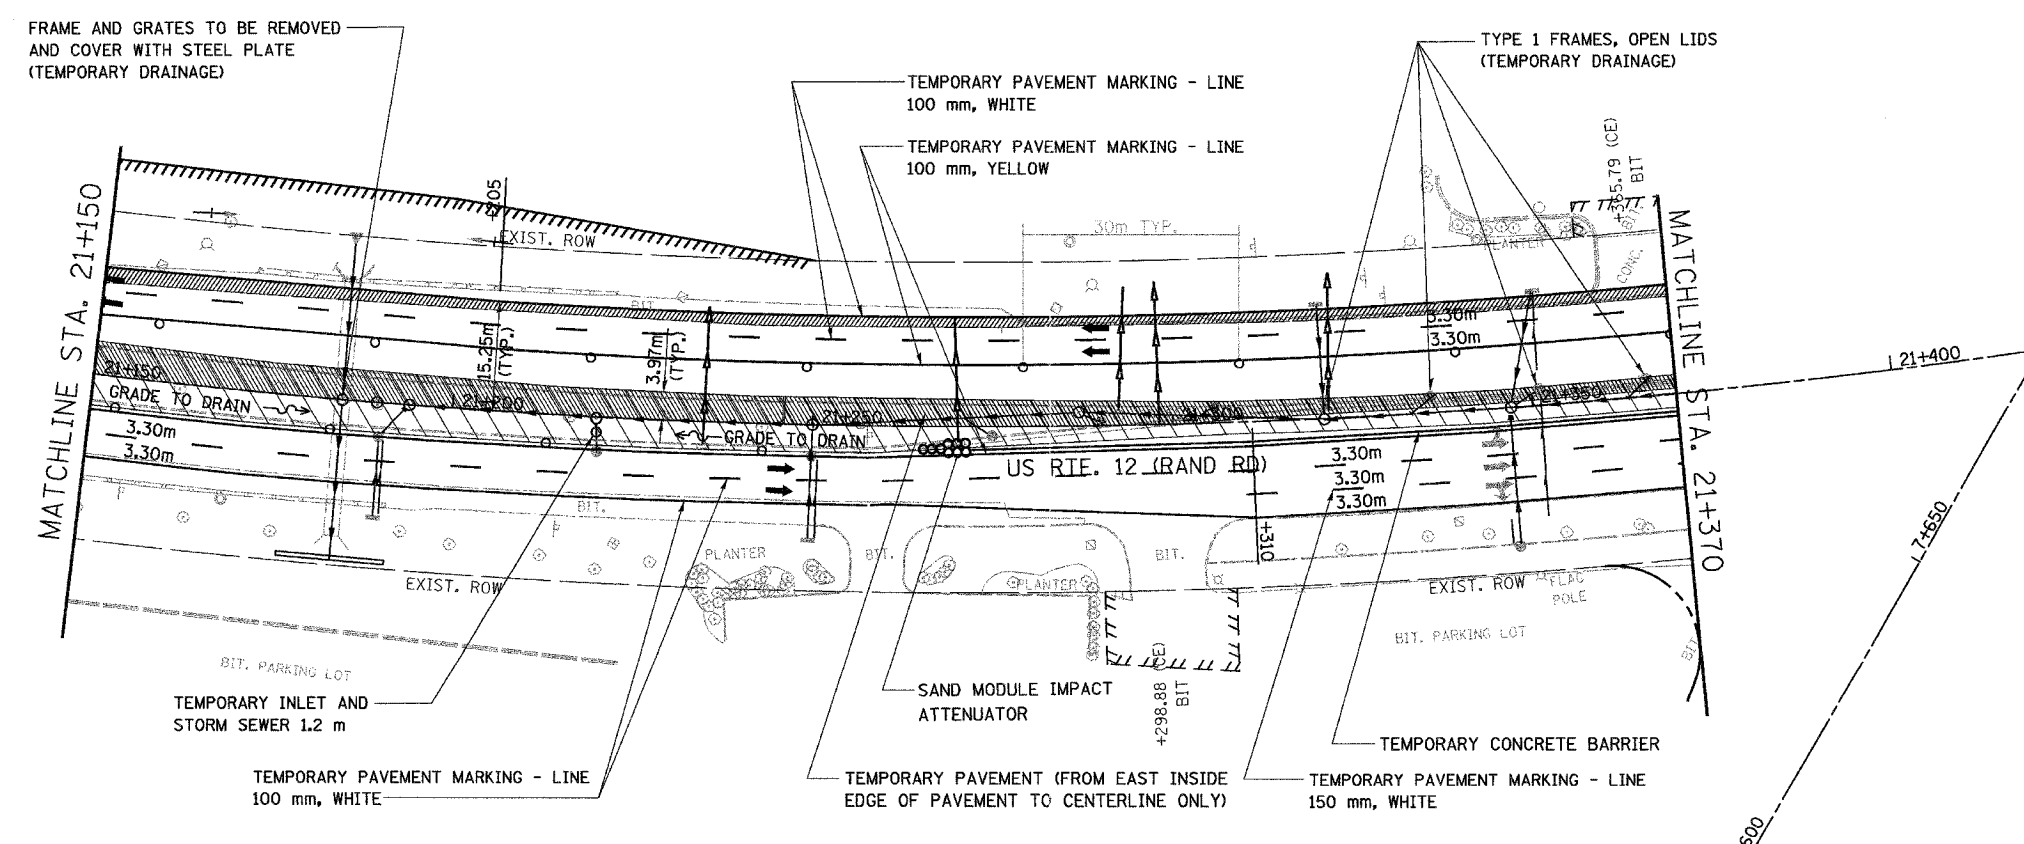 FRAME AND GRATES TO BE REMOVED
AND COVER WITH STEEL PLATE
(TEMPORARY DRAINAGE)
TEMPORARY PAVEMENT MARKING - LINE
100 mm, WHITE
TEMPORARY PAVEMENT MARKING - LINE
100 mm, YELLOW
TYPE 1 FRAMES, OPEN LIDS
(TEMPORARY DRAINAGE)
MATCHLINE STA. 21+150
+205
EXIST. ROW
30m TYP.
+365.79 (CE)
BIT
PLANTER
BIT.
CONC.
MATCHLINE STA. 21+370
BIT.
15.25m
(TYP.)
3.97m
(TYP.)
3.30m
3.30m
21+400
21+150
GRADE TO DRAIN
21+200
21+250
21+300
21+350
GRADE TO DRAIN
3.30m
3.30m
US RTE. 12 (RAND RD)
3.30m
3.30m
3.30m
+310
7+650
BIT.
PLANTER
BIT.
PLANTER
BIT.
EXIST. ROW
EXIST. ROW
FLAG
POLE
BIT. PARKING LOT
BIT. PARKING LOT
BIT
+298.88 (CE)
BIT
TEMPORARY INLET AND
STORM SEWER 1.2 m
SAND MODULE IMPACT
ATTENUATOR
TEMPORARY CONCRETE BARRIER
TEMPORARY PAVEMENT MARKING - LINE
100 mm, WHITE
TEMPORARY PAVEMENT (FROM EAST INSIDE
EDGE OF PAVEMENT TO CENTERLINE ONLY)
TEMPORARY PAVEMENT MARKING - LINE
150 mm, WHITE
600